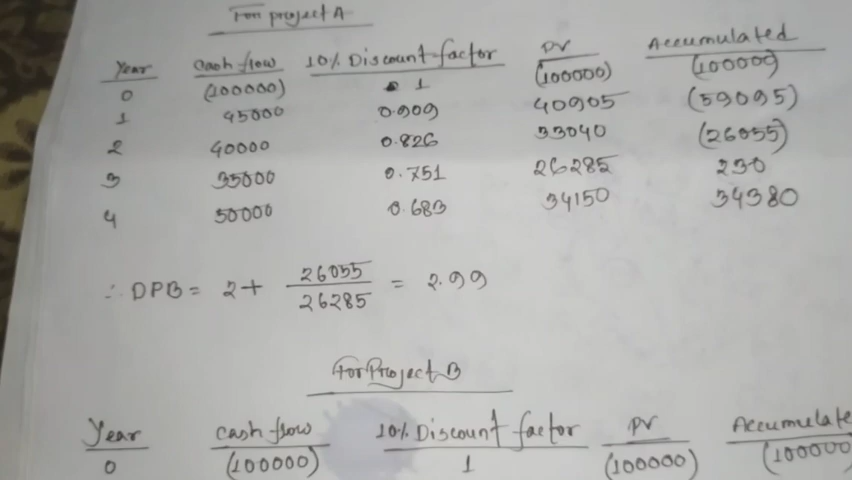 For project A
Year Cash flow 10% Discount factor PV Accumulated
0 (100000) 1 (100000) (100000)
1 45000 0.909 40905 (59095)
2 40000 0.826 33040 (26055)
3 35000 0.751 26285 230
4 50000 0.683 34150 34380
∴ DPB = 2 + 26055/26285 = 2.99
For Project B
Year Cash flow 10% Discount factor PV Accumulate
0 (100000) 1 (100000) (100000